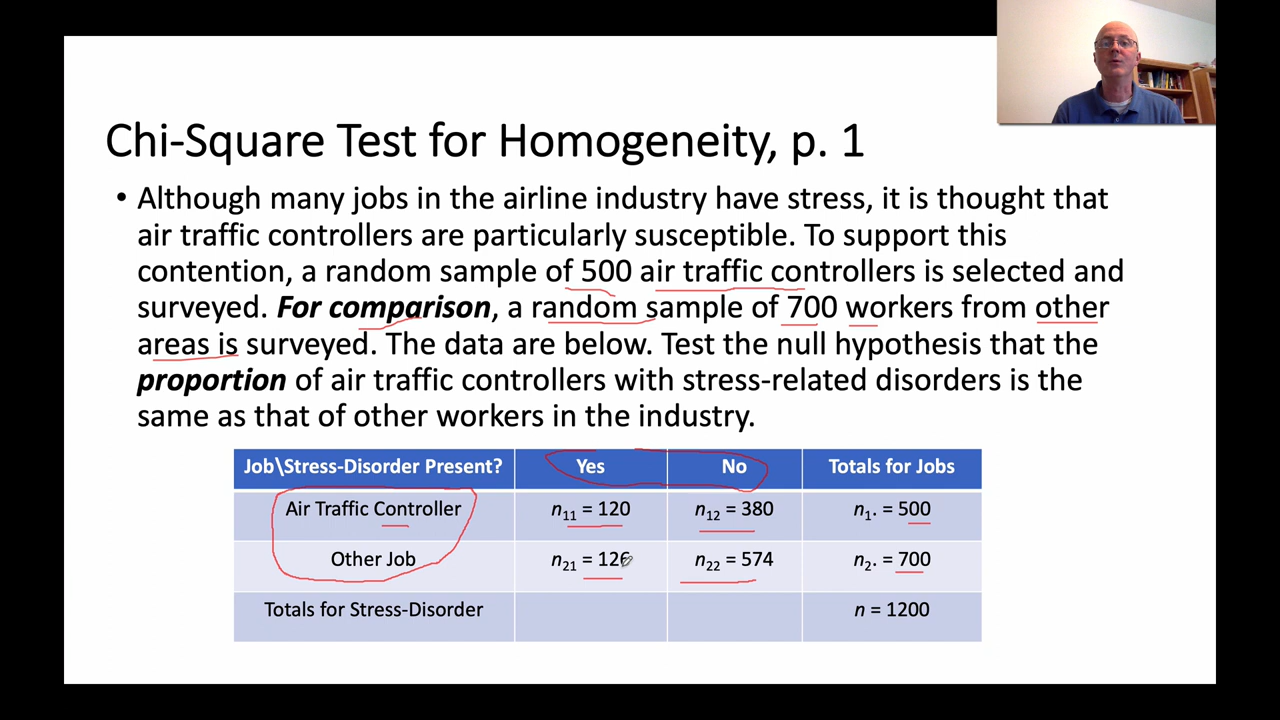 Chi-Square Test for Homogeneity, p. 1
• Although many jobs in the airline industry have stress, it is thought that
air traffic controllers are particularly susceptible. To support this
contention, a random sample of 500 air traffic controllers is selected and
surveyed. For comparison, a random sample of 700 workers from other
areas is surveyed. The data are below. Test the null hypothesis that the
proportion of air traffic controllers with stress-related disorders is the
same as that of other workers in the industry.
Job\Stress-Disorder Present? Yes No Totals for Jobs
Air Traffic Controller n₁₁ = 120 n₁₂ = 380 n₁. = 500
Other Job n₂₁ = 126 n₂₂ = 574 n₂. = 700
Totals for Stress-Disorder n = 1200